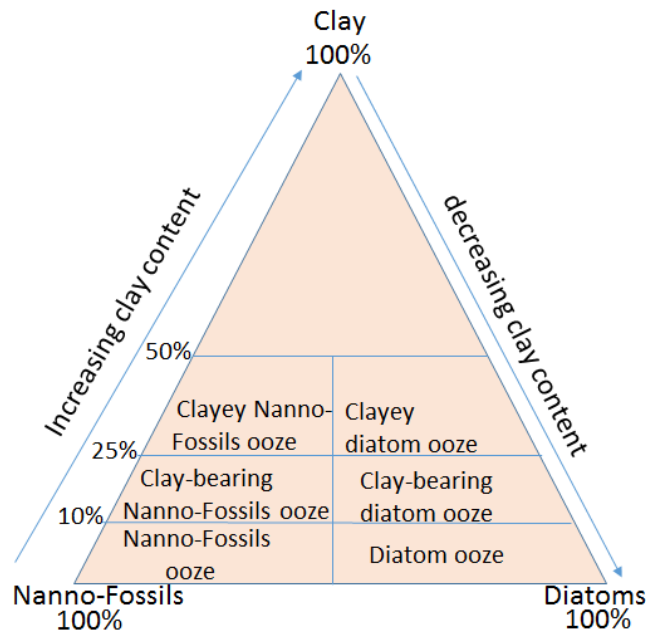 Clay
100%
Increasing clay content
decreasing clay content
50%
Clayey Nanno-
Fossils ooze
Clayey
diatom ooze
25%
Clay-bearing
Nanno-Fossils ooze
Clay-bearing
diatom ooze
10%
Nanno-Fossils
ooze
Diatom ooze
Nanno-Fossils
100%
Diatoms
100%